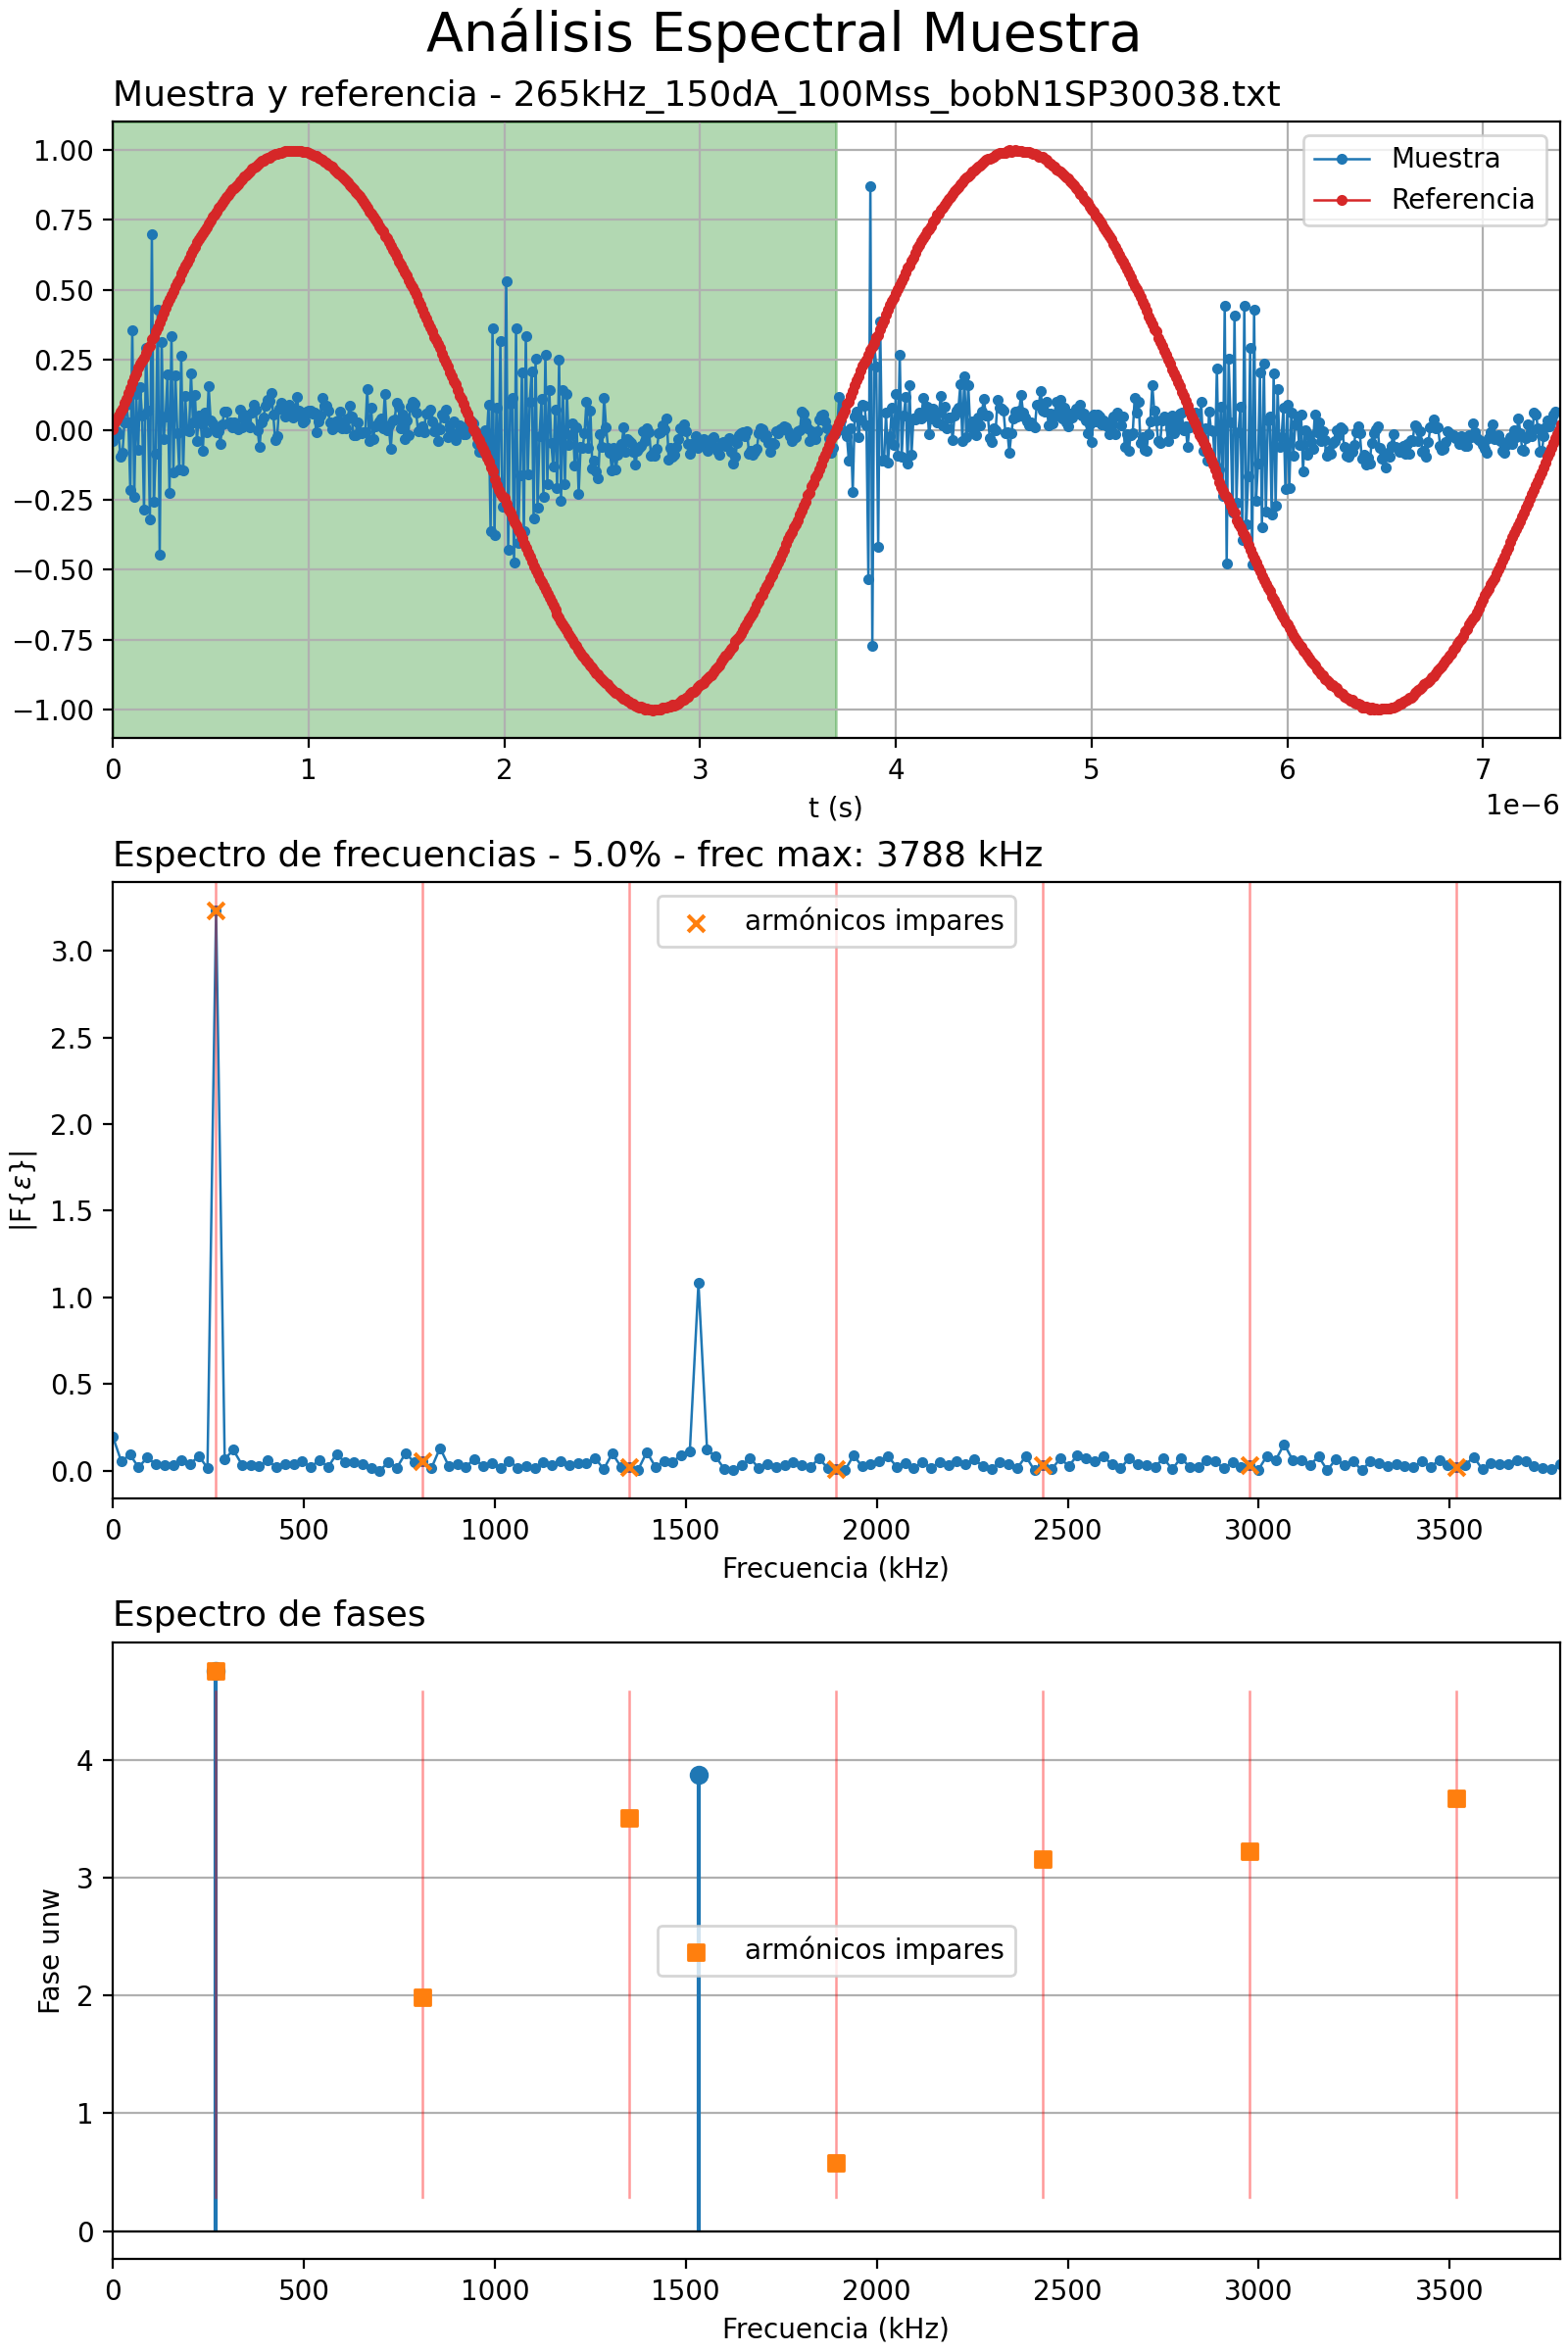 Análisis Espectral Muestra
Muestra y referencia - 265kHz_150dA_100Mss_bobN1SP30038.txt
1.00
0.75
0.50
0.25
0.00
−0.25
−0.50
−0.75
−1.00
Muestra
Referencia
0 1 2 3 4 5 6 7
t (s)
1e−6
Espectro de frecuencias - 5.0% - frec max: 3788 kHz
armónicos impares
3.0
2.5
2.0
1.5
1.0
0.5
0.0
|F{ε}|
0 500 1000 1500 2000 2500 3000 3500
Frecuencia (kHz)
Espectro de fases
4
3
2
1
0
Fase unw
armónicos impares
0 500 1000 1500 2000 2500 3000 3500
Frecuencia (kHz)